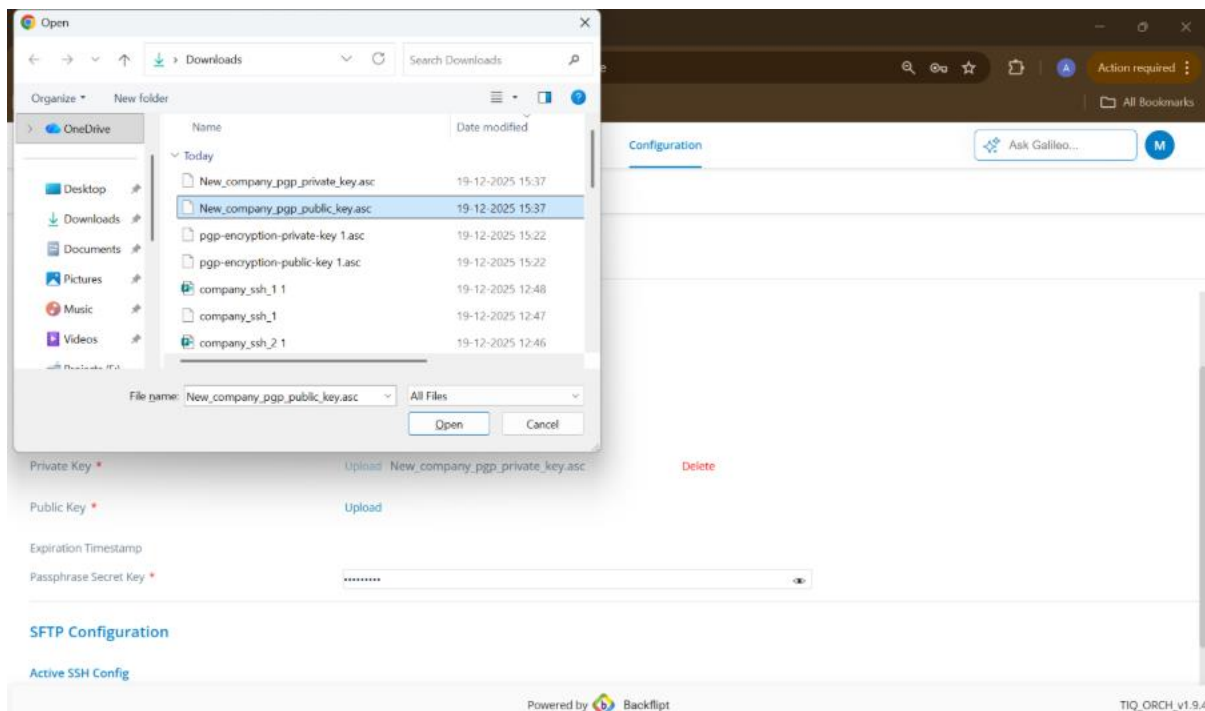 Open
Downloads
Search Downloads
e
A
Action required
Organize
New folder
All Bookmarks
OneDrive
Name
Date modified
Configuration
Ask Galileo...
M
Today
Desktop
New_company_pgp_private_key.asc 19-12-2025 15:37
Downloads
New_company_pgp_public_key.asc 19-12-2025 15:37
Documents
pgp-encryption-private-key 1.asc 19-12-2025 15:22
Pictures
pgp-encryption-public-key 1.asc 19-12-2025 15:22
Music
company_ssh_1 1 19-12-2025 12:48
company_ssh_1 19-12-2025 12:47
Videos
company_ssh_2 1 19-12-2025 12:46
File name: New_company_pgp_public_key.asc
All Files
Open
Cancel
Private Key * Upload New_company_pgp_private_key.asc Delete
Public Key * Upload
Expiration Timestamp
Passphrase Secret Key * •••••••••
SFTP Configuration
Active SSH Config
Powered by Backflipt
TIQ_ORCH_v1.9.4